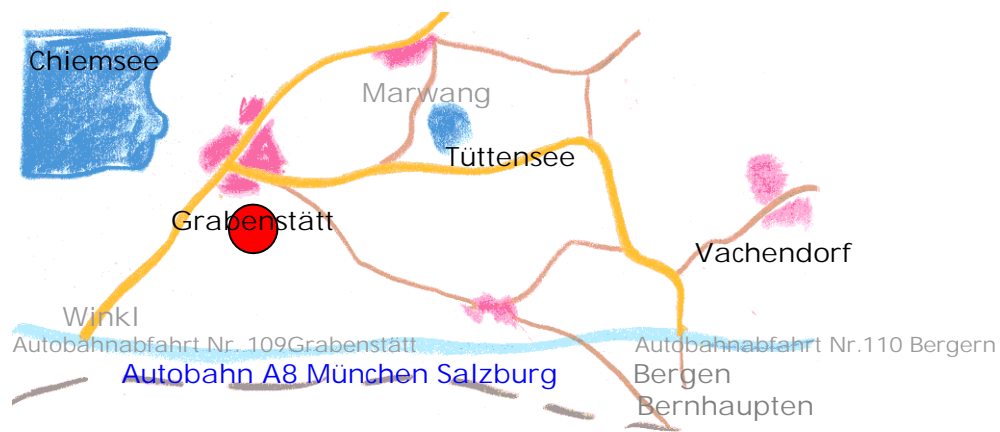 Chiemsee
Marwang
Tüttensee
Grabenstätt
Vachendorf
Winkl
Autobahnabfahrt Nr. 109Grabenstätt
Autobahnabfahrt Nr.110 Bergern
Autobahn A8 München Salzburg
Bergen
Bernhaupten